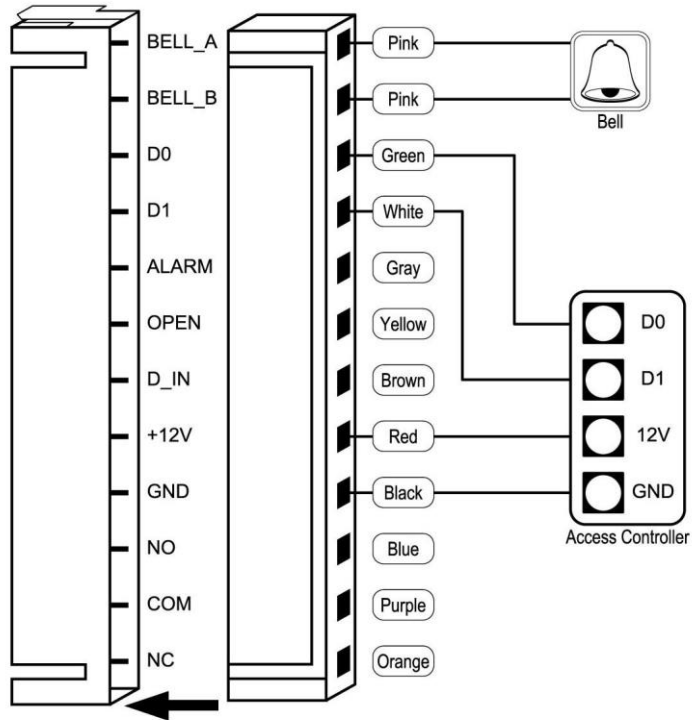 BELL_A
Pink
BELL_B
Pink
Bell
D0
Green
D1
White
ALARM
Gray
OPEN
Yellow
D0
D_IN
Brown
D1
+12V
Red
12V
GND
Black
GND
Access Controller
NO
Blue
COM
Purple
NC
Orange